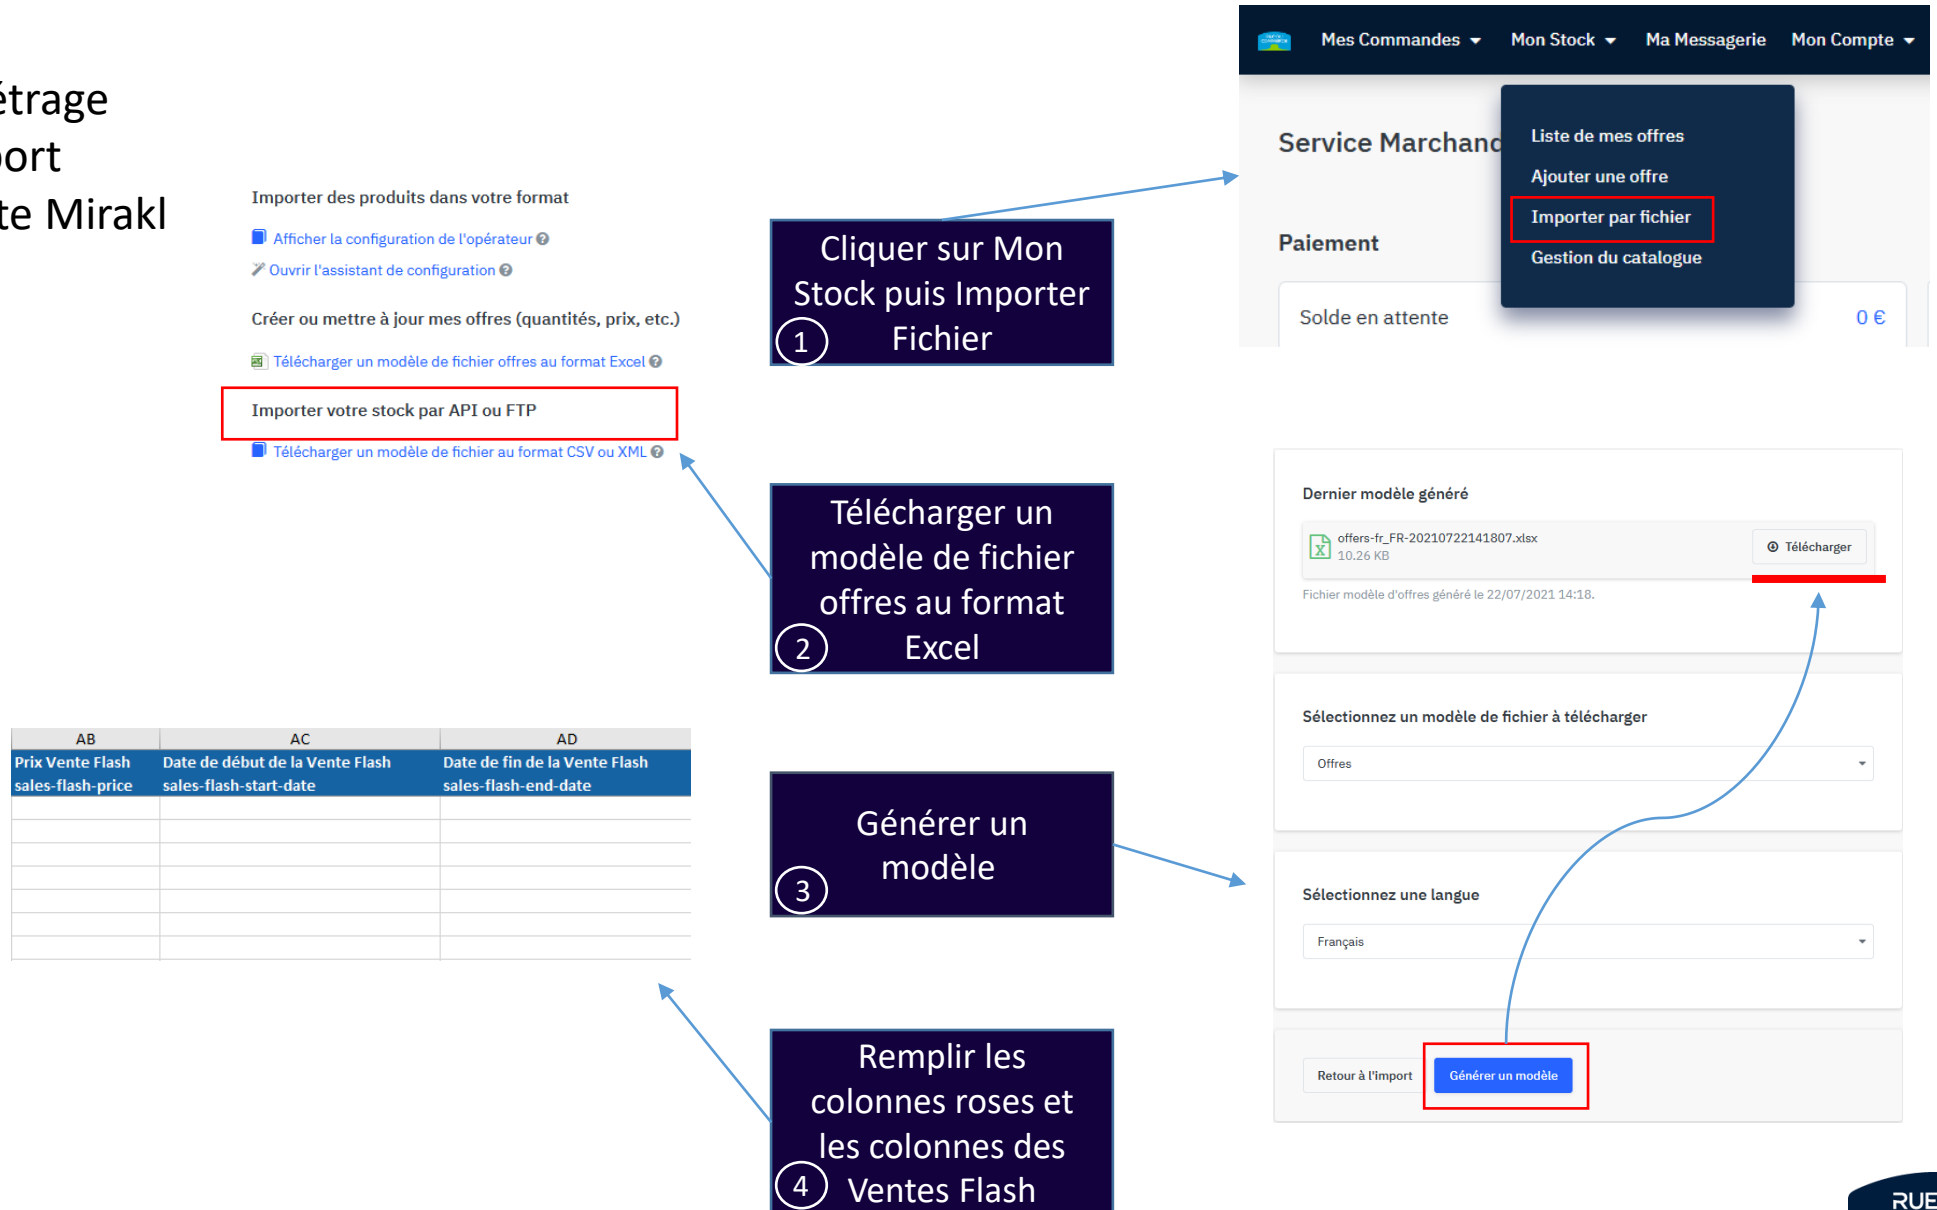 étrage
port
te Mirakl
Importer des produits dans votre format
Afficher la configuration de l'opérateur
Ouvrir l'assistant de configuration
Créer ou mettre à jour mes offres (quantités, prix, etc.)
Télécharger un modèle de fichier offres au format Excel
Importer votre stock par API ou FTP
Télécharger un modèle de fichier au format CSV ou XML
Cliquer sur Mon
Stock puis Importer
Fichier
1
Mes Commandes
Mon Stock
Ma Messagerie
Mon Compte
Service Marchand
Liste de mes offres
Ajouter une offre
Importer par fichier
Gestion du catalogue
Paiement
Solde en attente
0 €
Télécharger un
modèle de fichier
offres au format
Excel
2
Dernier modèle généré
offers-fr_FR-20210722141807.xlsx
10.26 KB
Télécharger
Fichier modèle d'offres généré le 22/07/2021 14:18.
Sélectionnez un modèle de fichier à télécharger
Offres
Sélectionnez une langue
Français
Retour à l'import
Générer un modèle
Générer un
modèle
3
AB AC AD
Prix Vente Flash Date de début de la Vente Flash Date de fin de la Vente Flash
sales-flash-price sales-flash-start-date sales-flash-end-date
Remplir les
colonnes roses et
les colonnes des
Ventes Flash
4
RUE